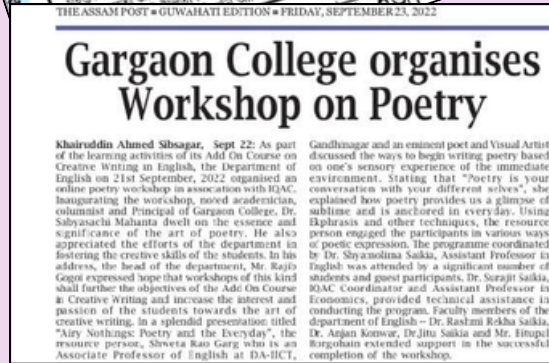 THE ASSAM POST ■ GUWAHATI EDITION ■ FRIDAY, SEPTEMBER 23, 2022
Gargaon College organises
Workshop on Poetry
Khairuddin Ahmed Sibsagar, Sept 22: As part
of the learning activities of its Add On Course on
Creative Writing in English, the Department of
English on 21st September, 2022 organised an
online poetry workshop in assocation with IQAC.
Inaugurating the workshop, noted academician,
columnist and Principal of Gargaon College, Dr.
Sabyasachi Mahanta dwelt on the essence and
significance of the art of poetry. He also
appreciated the efforts of the department in
fostering the creative skills of the students. In his
address, the head of the department, Mr. Rajib
Gogoi expressed hope that workshops of this kind
shall further the objectives of the Add On Course
in Creative Writing and increase the interest and
passion of the students towards the art of
creative writing. In a splendid presentation titled
"Airy Nothings: Poetry and the Everyday", the
resource person, Shweta Rao Garg who is an
Associate Professor of English at DA-IICT,
Gandhinagar and an eminent poet and Visual Artist
discussed the ways to begin writing poetry based
on one's sensory experience of the immediate
environment. Stating that "Poetry is your
conversation with your different selves", she
explained how poetry provides us a glimpse of
sublime and is anchored in everyday. Using
Ekphrasis and other techniques, the resource
person engaged the participants in various ways
of poetic expression. The programme coordinated
by Dr. Shyamolima Saikia, Assistant Professor in
English was attended by a significant number of
students and guest participants. Dr. Surajit Saikia,
IQAC Coordinator and Assistant Professor in
Economics, provided technical assistance in
conducting the program. Faculty members of the
department of English – Dr. Rashmi Rekha Saikia,
Dr. Anjan Konwar, Dr.Jitu Saikia and Mr. Bitupal
Borgohain extended support in the successful
completion of the workshop.